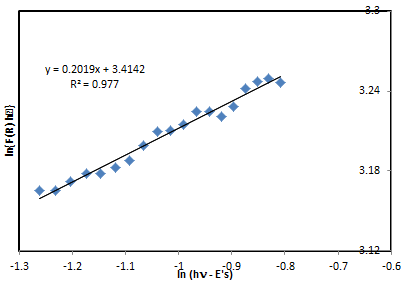 3.3
y = 0.2019x + 3.4142
R² = 0.977
3.24
ln{F(R) h▯}
3.18
3.12
-1.3 -1.2 -1.1 -1 -0.9 -0.8 -0.7 -0.6
ln (hν - E's)